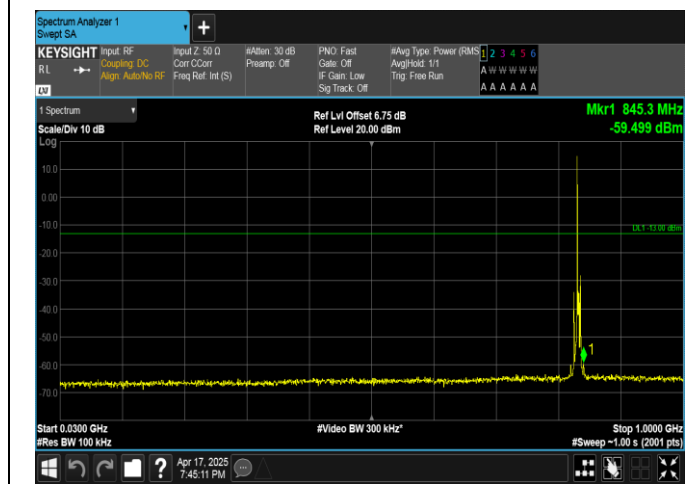 Spectrum Analyzer 1
Swept SA
+
KEYSIGHT Input: RF Input Z: 50 Ω #Atten: 30 dB PNO: Fast #Avg Type: Power (RMS 1 2 3 4 5 6
RL Coupling: DC Corr CCorr Preamp: Off Gate: Off Avg|Hold: 1/1 A W W W W W
Align: Auto/No RF Freq Ref: Int (S) IF Gain: Low Trig: Free Run
Sig Track: Off A A A A A A
LXI
1 Spectrum Ref Lvl Offset 6.75 dB Mkr1 845.3 MHz
Scale/Div 10 dB Ref Level 20.00 dBm -59.499 dBm
Log
10.0
0.00
-10.0
DL1 -13.00 dBm
-30.0
-40.0
-50.0
1
-60.0
-70.0
Start 0.0300 GHz #Video BW 300 kHz* Stop 1.0000 GHz
#Res BW 100 kHz #Sweep ~1.00 s (2001 pts)
? Apr 17, 2025
7:45:11 PM